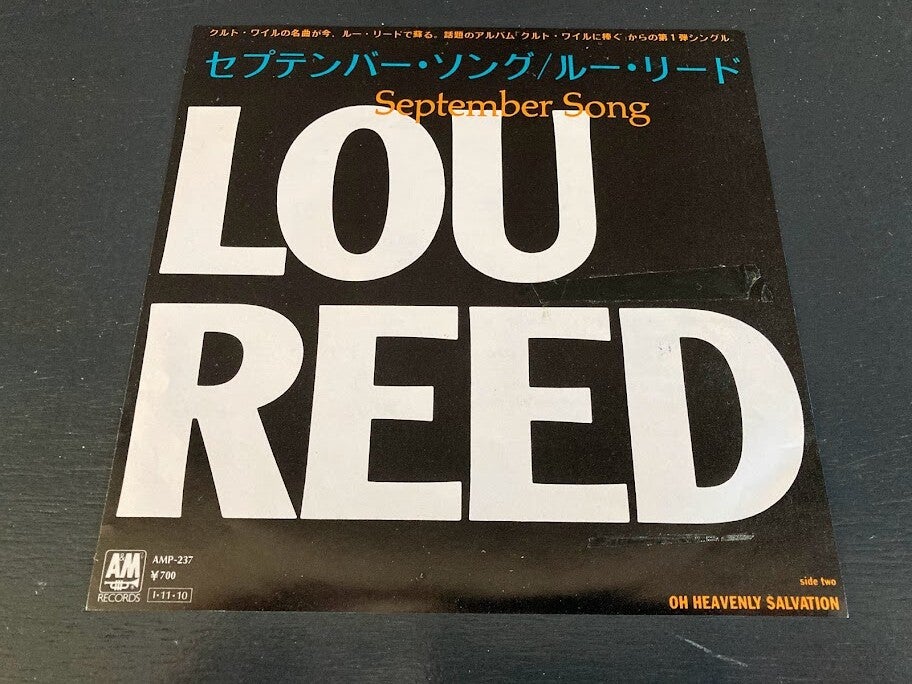 クルト・ワイルの名曲が今、ルー・リードで蘇る。話題のアルバム「クルト・ワイルに捧ぐ」からの第1弾シングル。
セプテンバー・ソング/ルー・リード
September Song
LOU
REED
A&M
RECORDS
AMP-237
¥700
I・11・10
side two
OH HEAVENLY SALVATION